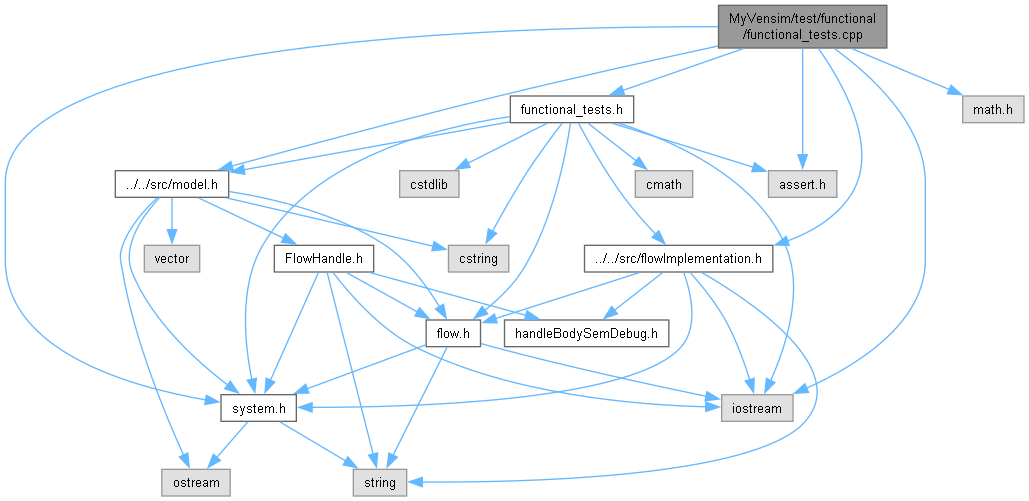 MyVensim/test/functional
/functional_tests.cpp
functional_tests.h
math.h
../../src/model.h
cstdlib
cmath
assert.h
vector
FlowHandle.h
cstring
../../src/flowImplementation.h
flow.h
handleBodySemDebug.h
system.h
iostream
ostream
string